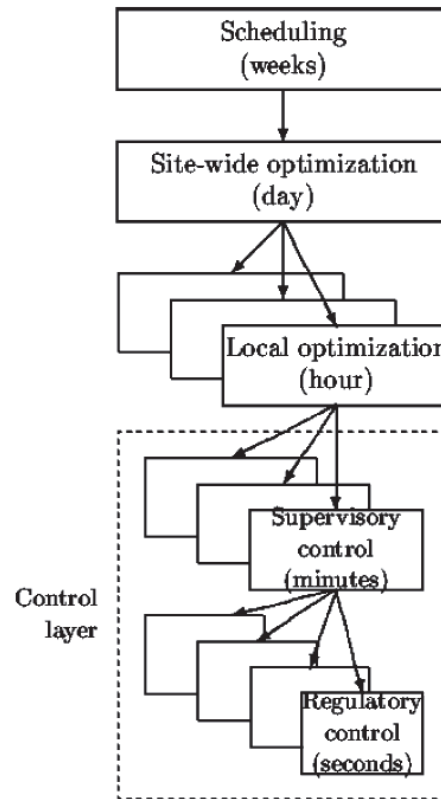 Scheduling
(weeks)
Site-wide optimization
(day)
Local optimization
(hour)
Supervisory
control
(minutes)
Control
layer
Regulatory
control
(seconds)